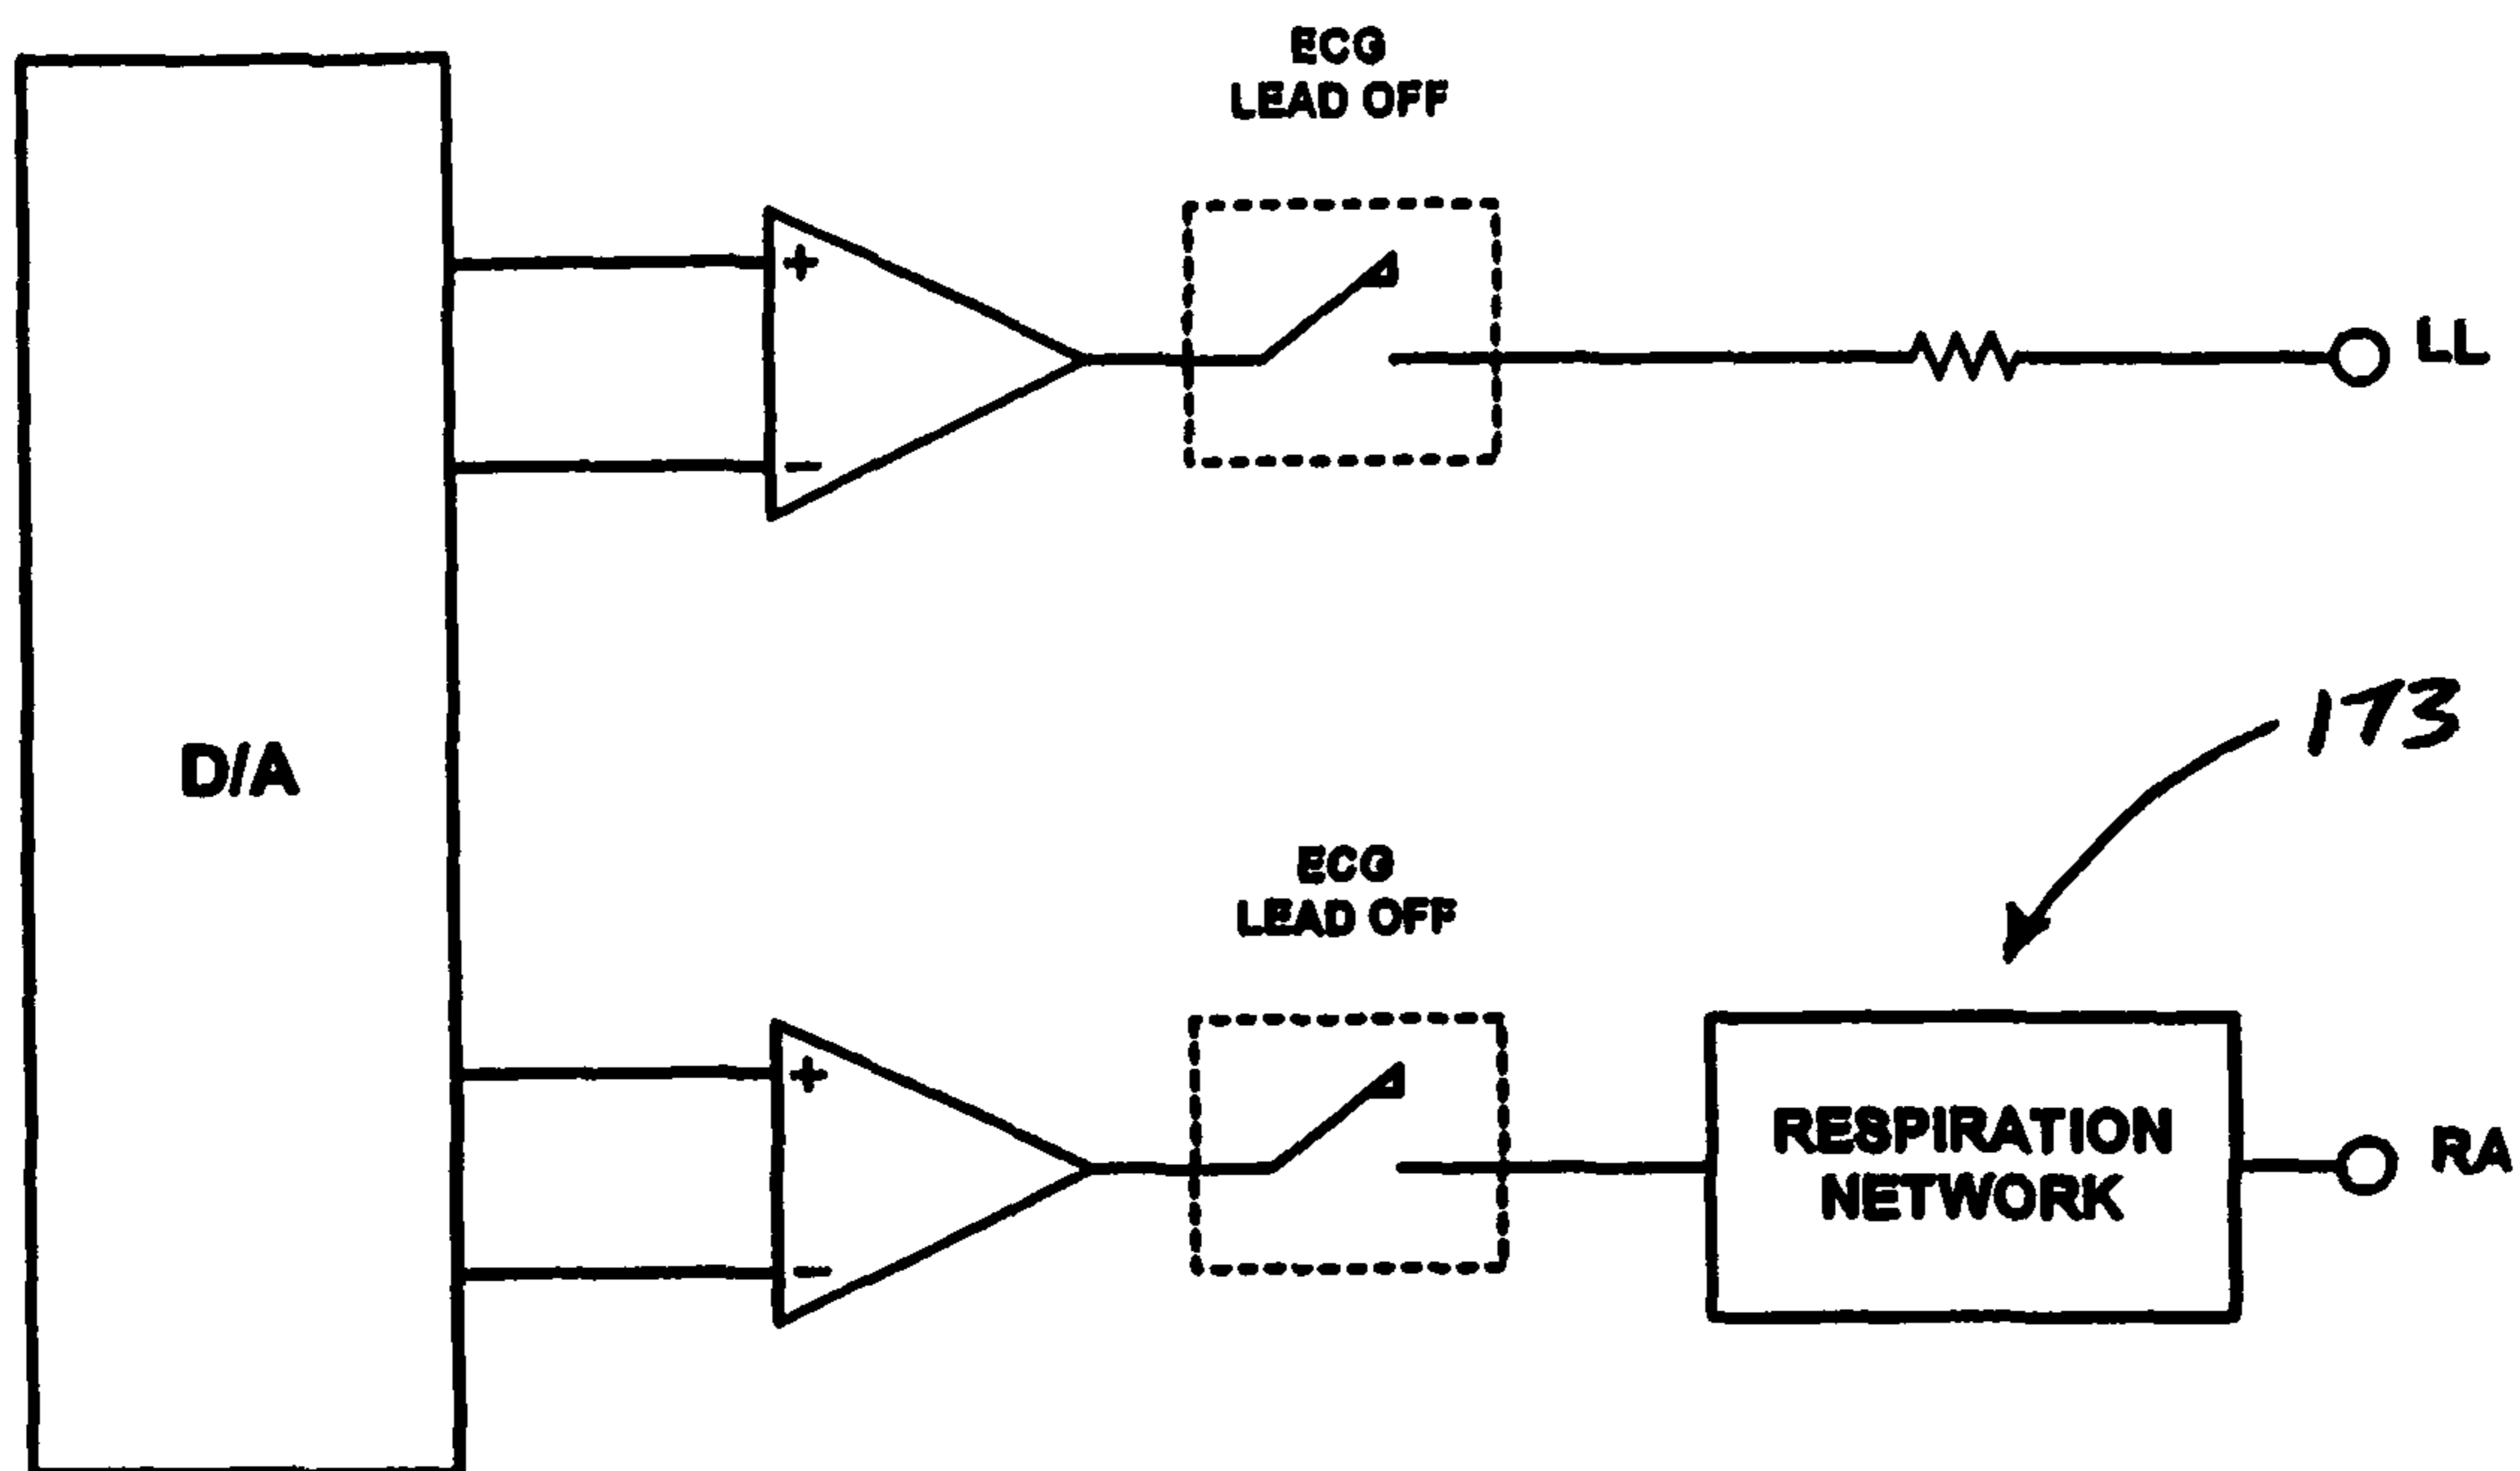 ECG
LEAD OFF
+
−
LL
D/A
173
ECG
LEAD OFF
+
−
RESPIRATION
NETWORK
RA